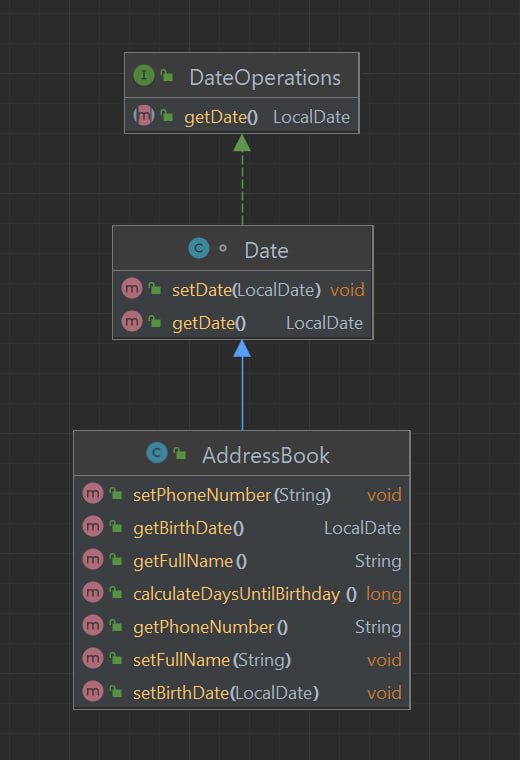 I DateOperations
m getDate() LocalDate
C Date
m setDate(LocalDate) void
m getDate() LocalDate
C AddressBook
m setPhoneNumber(String) void
m getBirthDate() LocalDate
m getFullName() String
m calculateDaysUntilBirthday () long
m getPhoneNumber() String
m setFullName(String) void
m setBirthDate(LocalDate) void